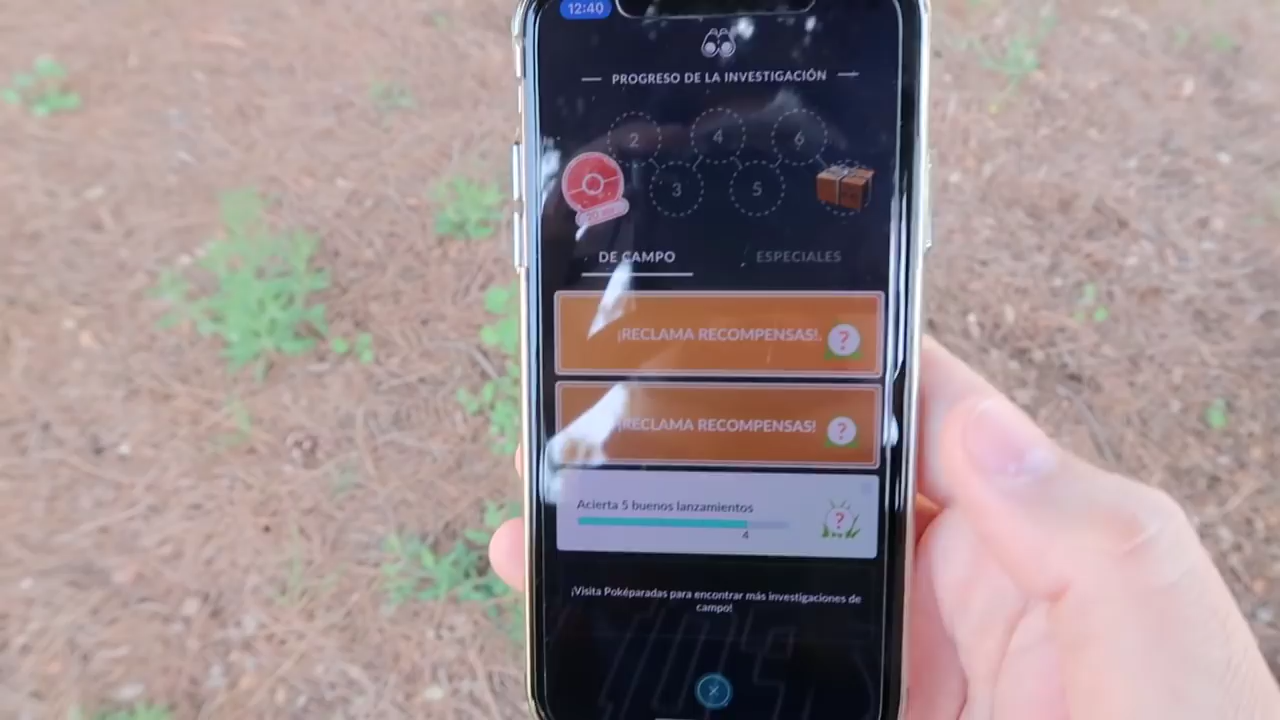 12:40
PROGRESO DE LA INVESTIGACIÓN
2 4 6
3 5
DE CAMPO ESPECIALES
¡RECLAMA RECOMPENSAS!
?
¡RECLAMA RECOMPENSAS!
?
Acierta 5 buenos lanzamientos
?
4
¡Visita Poképaradas para encontrar más investigaciones de
campo!